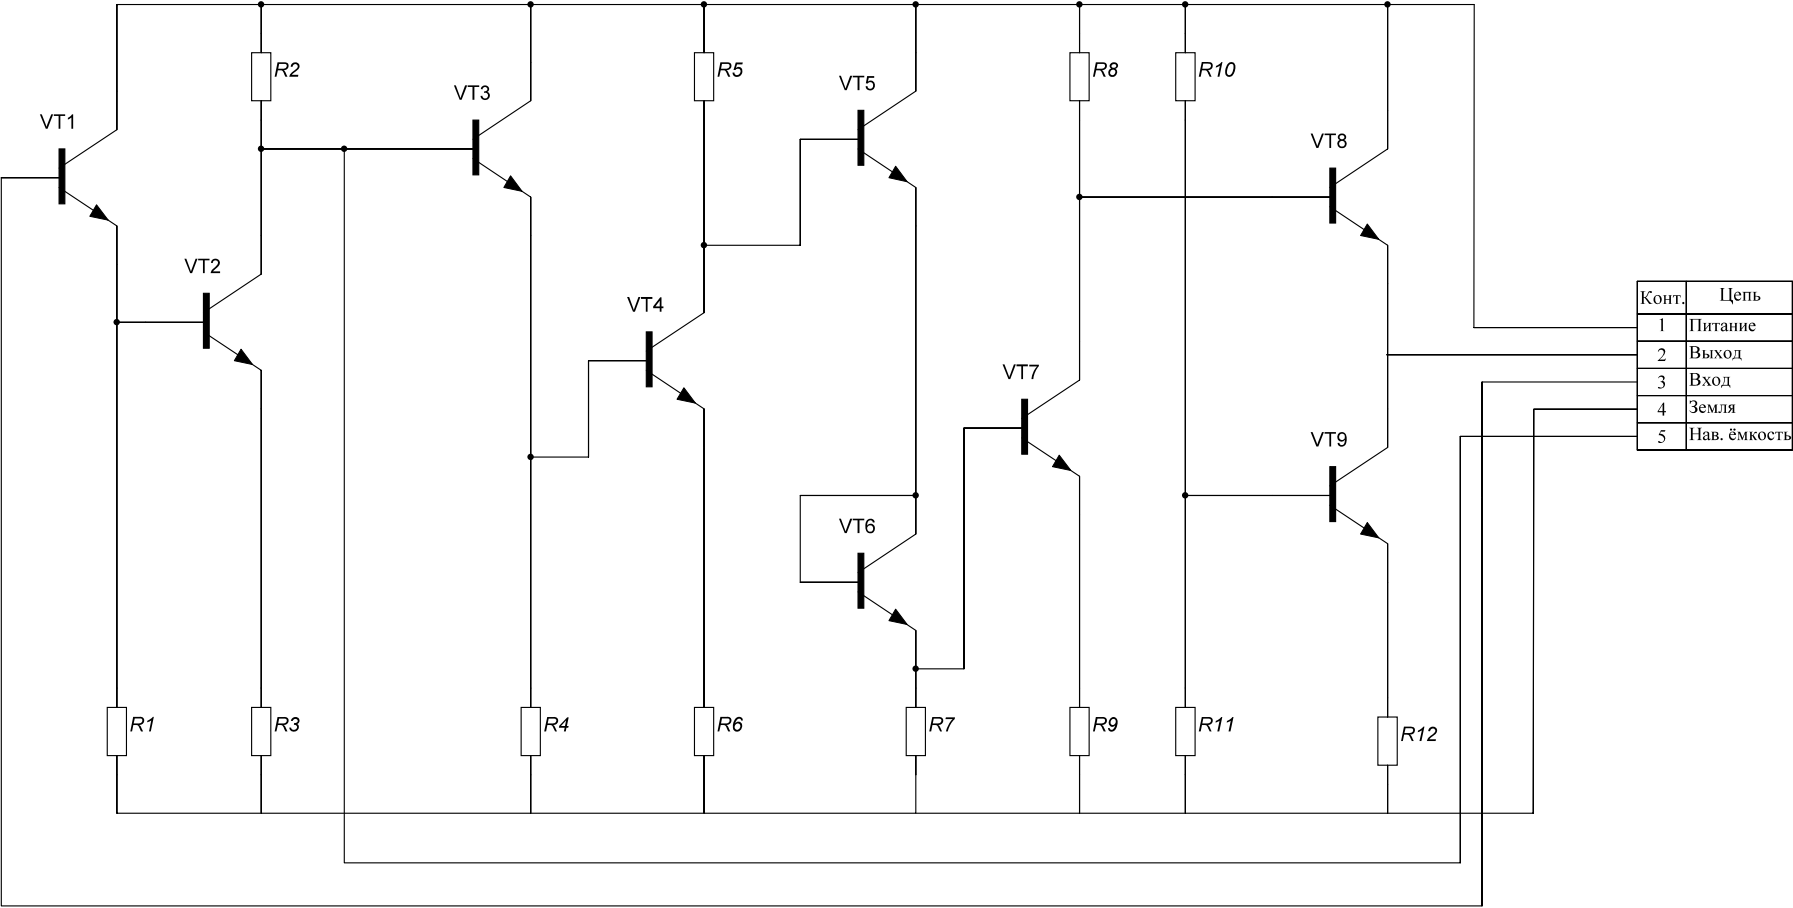 R2
R5
R8
R10
VT5
VT3
VT1
VT8
VT2
VT4
VT7
VT9
VT6
Конт. Цепь
1 Питание
2 Выход
3 Вход
4 Земля
5 Нав. ёмкость
R1
R3
R4
R6
R7
R9
R11
R12